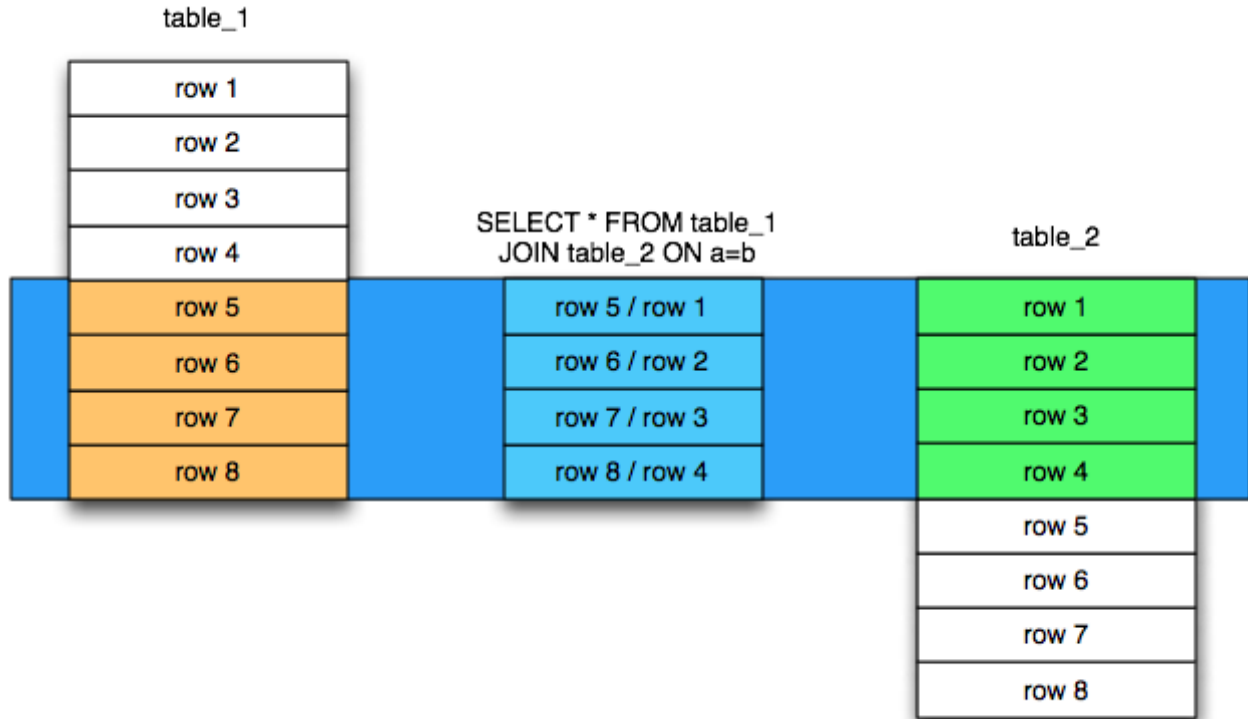 table_1
row 1
row 2
row 3
row 4
row 5
row 6
row 7
row 8
SELECT * FROM table_1
JOIN table_2 ON a=b
row 5 / row 1
row 6 / row 2
row 7 / row 3
row 8 / row 4
table_2
row 1
row 2
row 3
row 4
row 5
row 6
row 7
row 8